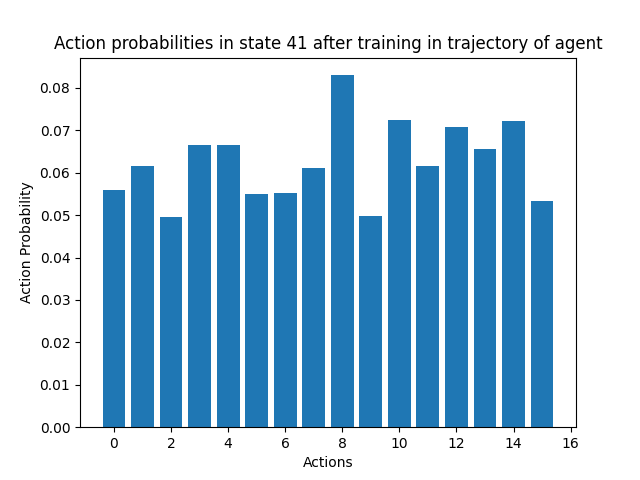 Action probabilities in state 41 after training in trajectory of agent
0.08
0.07
0.06
0.05
0.04
0.03
0.02
0.01
0.00
Action Probability
0 2 4 6 8 10 12 14 16
Actions